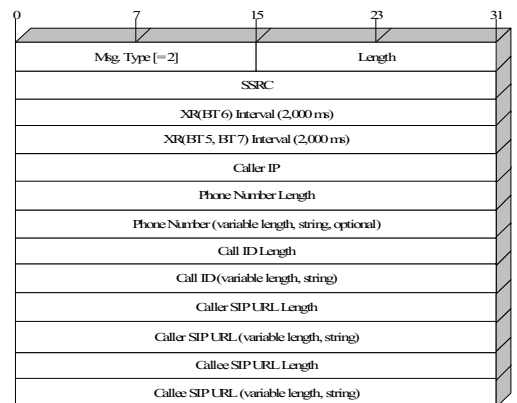 0 7 15 23 31
Msg. Type [= 2] Length
SSRC
XR(BT 6) Interval (2,000 ms)
XR(BT 5, BT 7) Interval (2,000 ms)
Caller IP
Phone Number Length
Phone Number (variable length, string, optional)
Call ID Length
Call ID (variable length, string)
Caller SIP URL Length
Caller SIP URL (variable length, string)
Callee SIP URL Length
Callee SIP URL (variable length, string)